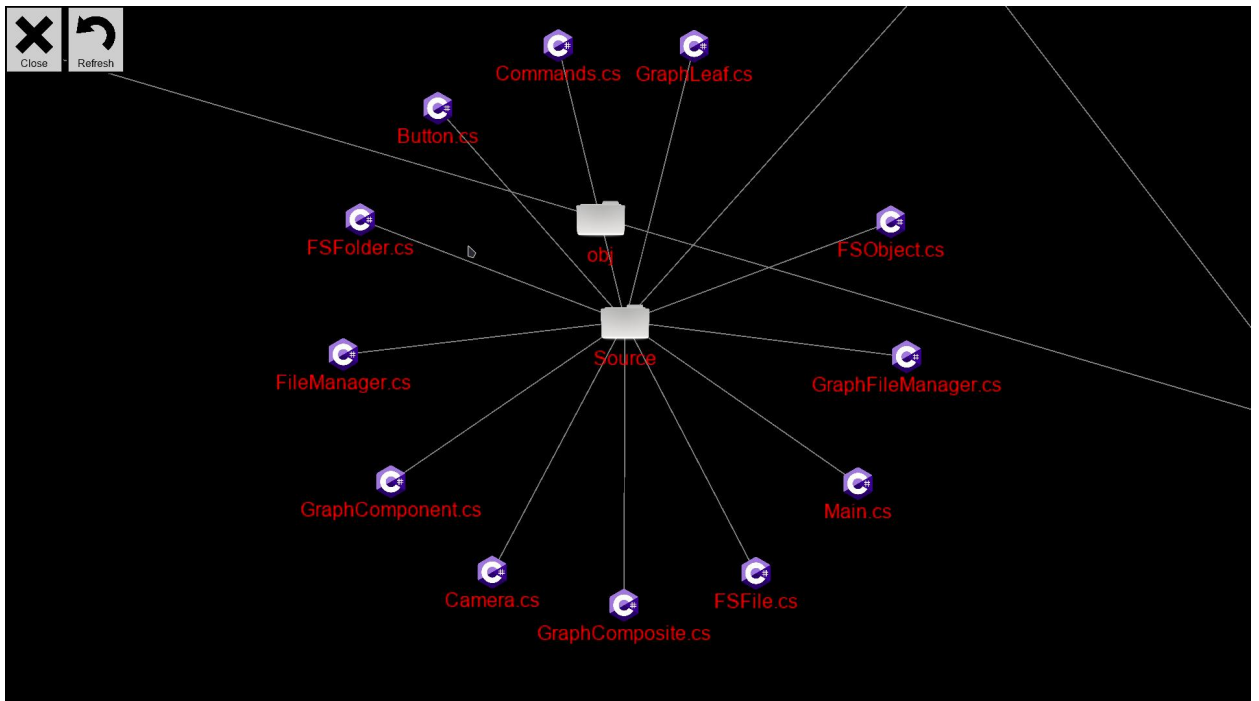 Close
Refresh
Commands.cs
GraphLeaf.cs
Button.cs
FSFolder.cs
obj
FSObject.cs
Source
FileManager.cs
GraphFileManager.cs
GraphComponent.cs
Main.cs
Camera.cs
FSFile.cs
GraphComposite.cs